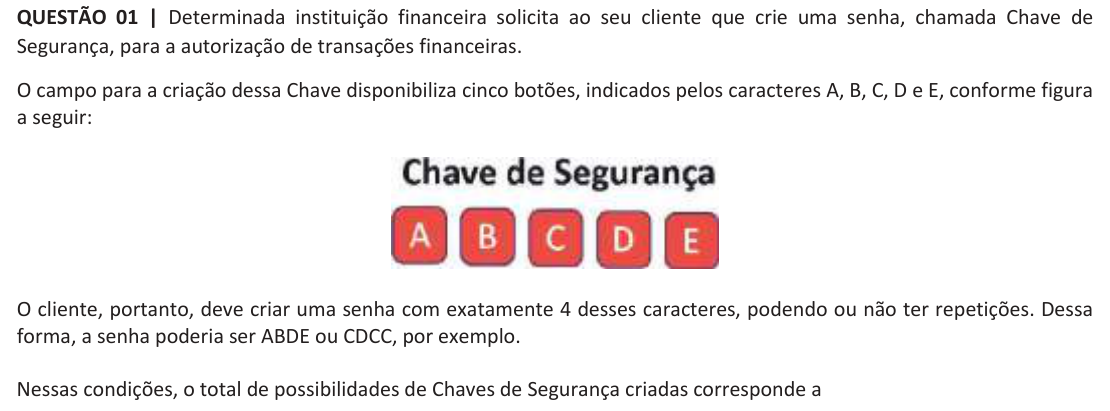 QUESTÃO 01 | Determinada instituição financeira solicita ao seu cliente que crie uma senha, chamada Chave de
Segurança, para a autorização de transações financeiras.
O campo para a criação dessa Chave disponibiliza cinco botões, indicados pelos caracteres A, B, C, D e E, conforme figura
a seguir:
Chave de Segurança
A B C D E
O cliente, portanto, deve criar uma senha com exatamente 4 desses caracteres, podendo ou não ter repetições. Dessa
forma, a senha poderia ser ABDE ou CDCC, por exemplo.
Nessas condições, o total de possibilidades de Chaves de Segurança criadas corresponde a